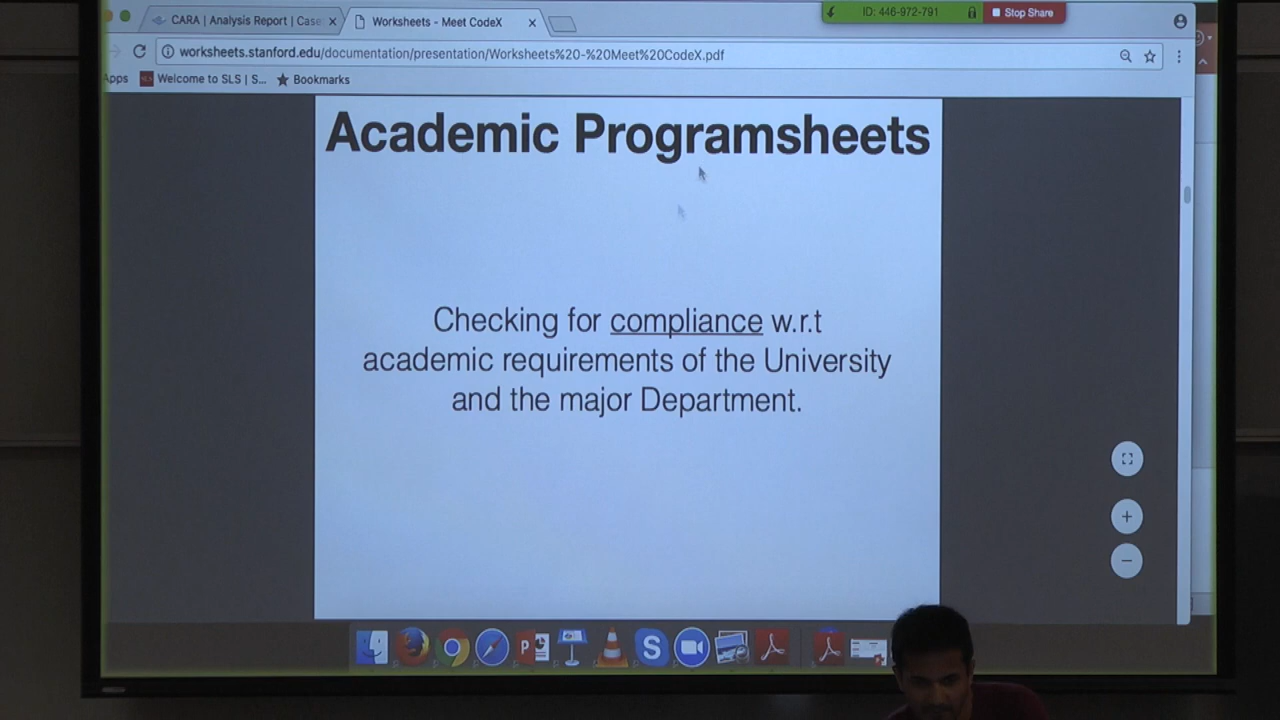 CARA | Analysis Report | Case
Worksheets - Meet CodeX
ID: 446-972-791
Stop Share
worksheets.stanford.edu/documentation/presentation/Worksheets%20-%20Meet%20CodeX.pdf
Apps
Welcome to SLS | S...
Bookmarks
Academic Programsheets
Checking for compliance w.r.t
academic requirements of the University
and the major Department.